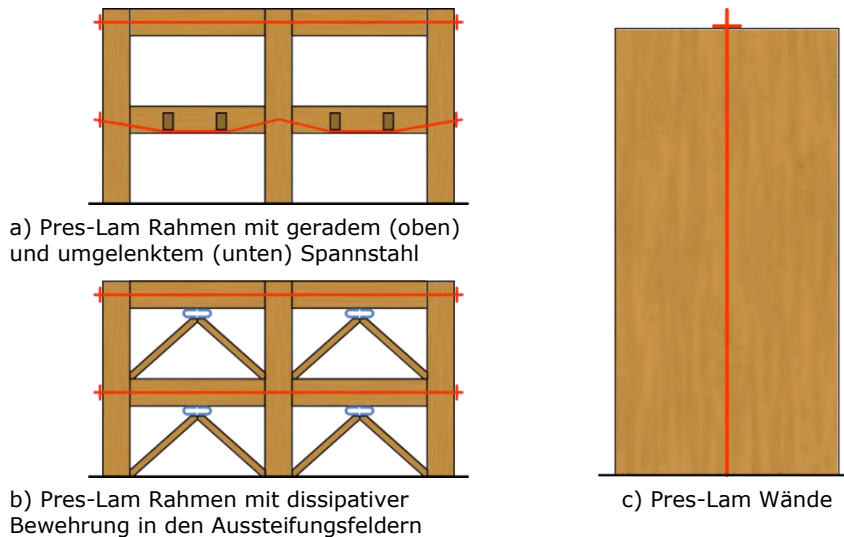 a) Pres-Lam Rahmen mit geradem (oben)
und umgelenktem (unten) Spannstahl
b) Pres-Lam Rahmen mit dissipativer
Bewehrung in den Aussteifungsfeldern
c) Pres-Lam Wände